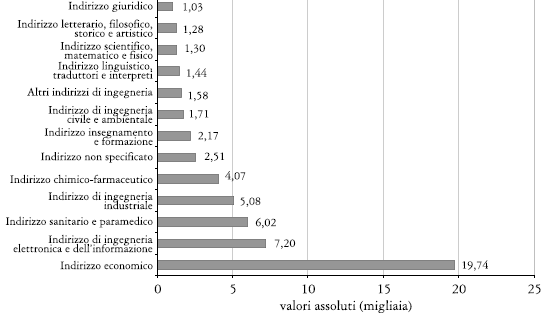 Indirizzo giuridico 1,03
Indirizzo letterario, filosofico,
storico e artistico 1,28
Indirizzo scientifico,
matematico e fisico 1,30
Indirizzo linguistico,
traduttori e interpreti 1,44
Altri indirizzi di ingegneria 1,58
Indirizzo di ingegneria
civile e ambientale 1,71
Indirizzo insegnamento
e formazione 2,17
Indirizzo non specificato 2,51
Indirizzo chimico-farmaceutico 4,07
Indirizzo di ingegneria
industriale 5,08
Indirizzo sanitario e paramedico 6,02
Indirizzo di ingegneria
elettronica e dell'informazione 7,20
Indirizzo economico 19,74
0 5 10 15 20 25
valori assoluti (migliaia)